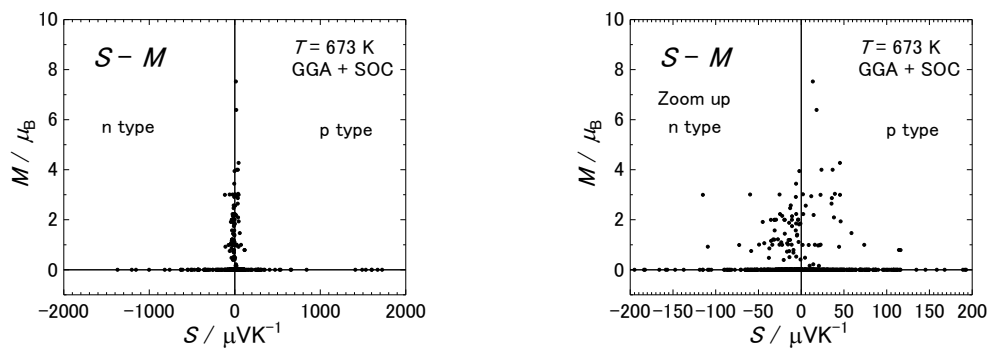 10
8
6
4
2
0
M / μB
S − M
T = 673 K
GGA + SOC
n type
p type
−2000
−1000
0
1000
2000
S / μVK−1
10
8
6
4
2
0
M / μB
S − M
T = 673 K
GGA + SOC
Zoom up
n type
p type
−200
−150
−100
−50
0
50
100
150
200
S / μVK−1